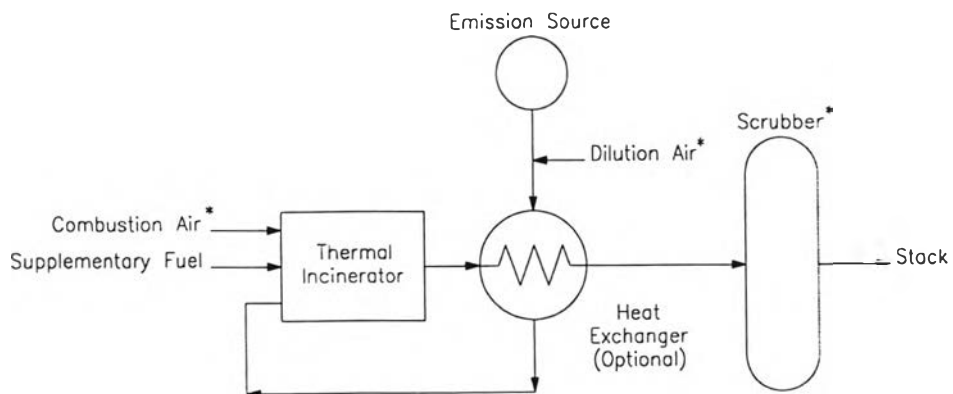 Emission Source
Scrubber*
Dilution Air*
Combustion Air*
Supplementary Fuel
Thermal
Incinerator
Stack
Heat
Exchanger
(Optional)